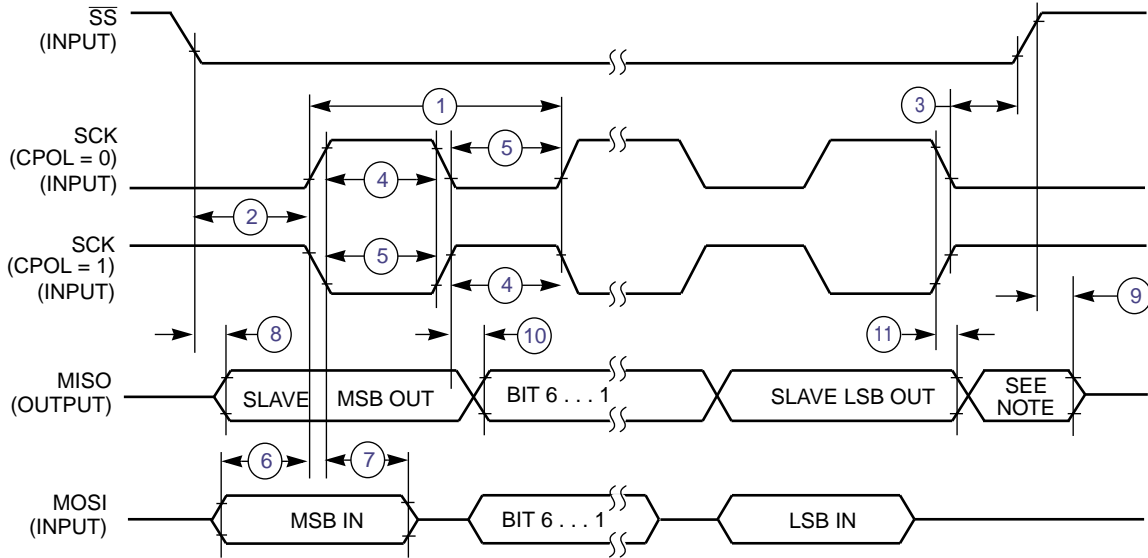 SS
(INPUT)
1
3
SCK
(CPOL = 0)
(INPUT)
5
4
2
SCK
(CPOL = 1)
(INPUT)
5
4
9
8
10
11
MISO
(OUTPUT)
SLAVE MSB OUT
BIT 6 . . . 1
SLAVE LSB OUT
SEE
NOTE
6
7
MOSI
(INPUT)
MSB IN
BIT 6 . . . 1
LSB IN